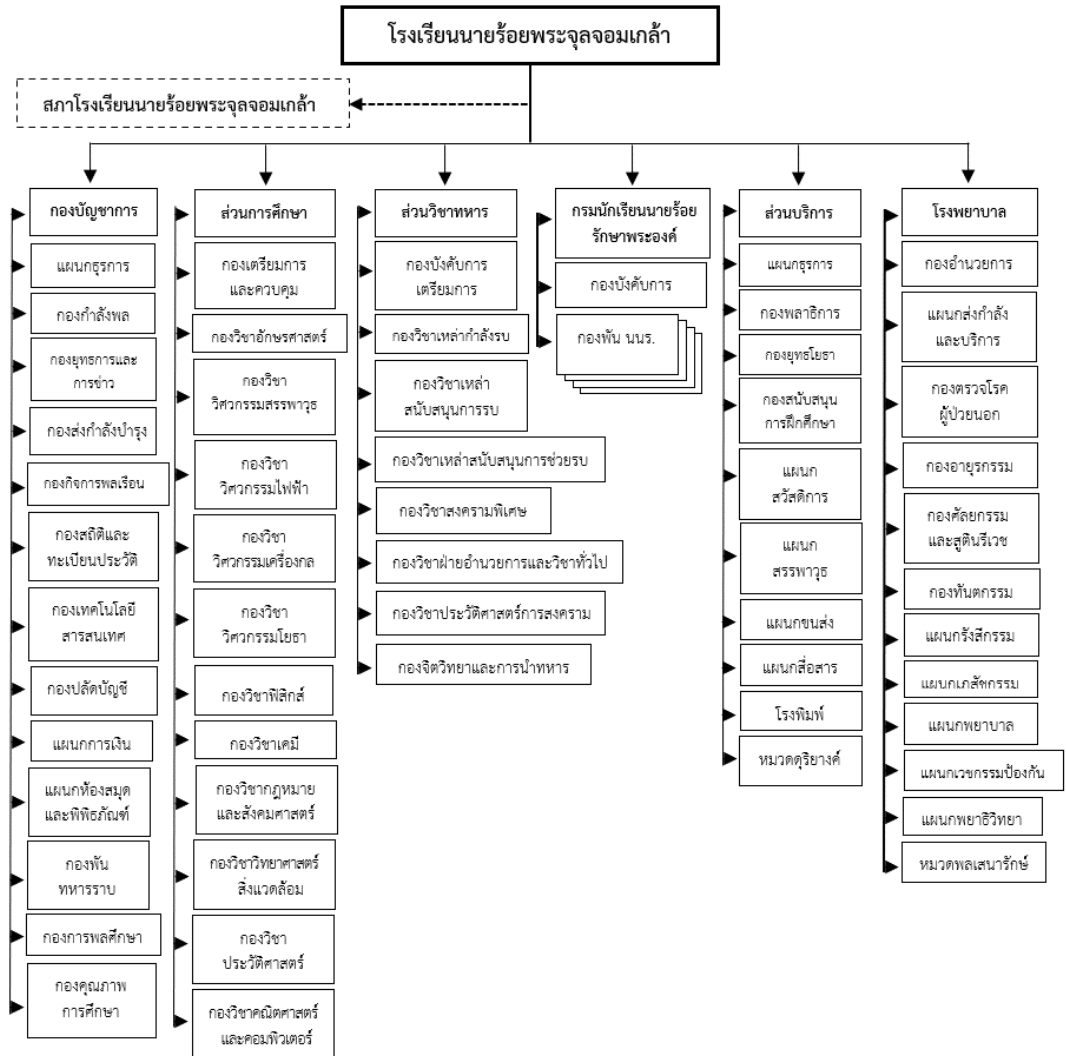 โรงเรียนนายร้อยพระจุลจอมเกล้า
สภาโรงเรียนนายร้อยพระจุลจอมเกล้า
กองบัญชาการ
แผนกธุรการ
กองกำลังพล
กองยุทธการและ
การข่าว
กองส่งกำลังบำรุง
กองกิจการพลเรือน
กองสถิติและ
ทะเบียนประวัติ
กองเทคโนโลยี
สารสนเทศ
กองปลัดบัญชี
แผนกการเงิน
แผนกห้องสมุด
และพิพิธภัณฑ์
กองพัน
ทหารราบ
กองการพลศึกษา
กองคุณภาพ
การศึกษา
ส่วนการศึกษา
กองเตรียมการ
และควบคุม
กองวิชาอักษรศาสตร์
กองวิชา
วิศวกรรมสรรพาวุธ
กองวิชา
วิศวกรรมไฟฟ้า
กองวิชา
วิศวกรรมเครื่องกล
กองวิชา
วิศวกรรมโยธา
กองวิชาฟิสิกส์
กองวิชาเคมี
กองวิชากฎหมาย
และสังคมศาสตร์
กองวิชาวิทยาศาสตร์
สิ่งแวดล้อม
กองวิชา
ประวัติศาสตร์
กองวิชาคณิตศาสตร์
และคอมพิวเตอร์
ส่วนวิชาทหาร
กองบังคับการ
เตรียมการ
กองวิชาเหล่ากำลังรบ
กองวิชาเหล่า
สนับสนุนการรบ
กองวิชาเหล่าสนับสนุนการช่วยรบ
กองวิชาสงครามพิเศษ
กองวิชาฝ่ายอำนวยการและวิชาทั่วไป
กองวิชาประวัติศาสตร์การสงคราม
กองจิตวิทยาและการนำทหาร
กรมนักเรียนนายร้อย
รักษาพระองค์
กองบังคับการ
กองพัน นนร.
ส่วนบริการ
แผนกธุรการ
กองพลาธิการ
กองยุทธโยธา
กองสนับสนุน
การฝึกศึกษา
แผนก
สวัสดิการ
แผนก
สรรพาวุธ
แผนกขนส่ง
แผนกสื่อสาร
โรงพิมพ์
หมวดดุริยางค์
โรงพยาบาล
กองอำนวยการ
แผนกส่งกำลัง
และบริการ
กองตรวจโรค
ผู้ป่วยนอก
กองอายุรกรรม
กองศัลยกรรม
และสูตินรีเวช
กองทันตกรรม
แผนกรังสีกรรม
แผนกเภสัชกรรม
แผนกพยาบาล
แผนกเวชกรรมป้องกัน
แผนกพยาธิวิทยา
หมวดพลเสนารักษ์